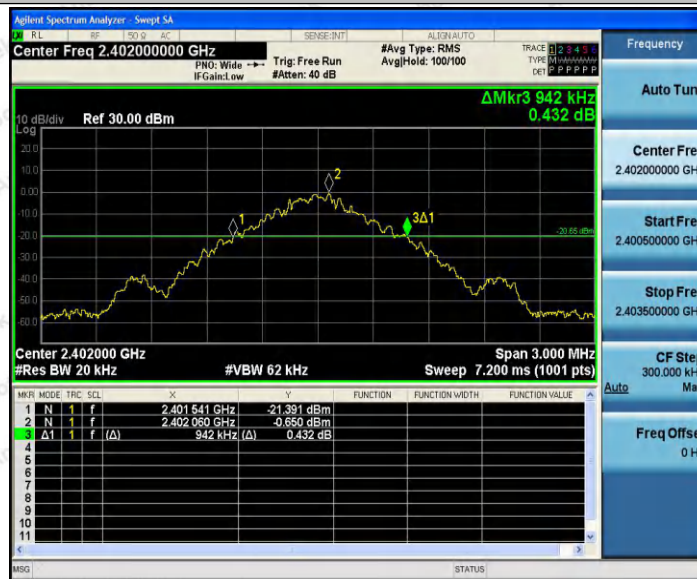 Agilent Spectrum Analyzer - Swept SA
RL RF 50 Ω AC SENSE:INT ALIGN AUTO
Center Freq 2.402000000 GHz
PNO: Wide
IFGain:Low
Trig: Free Run
#Atten: 40 dB
#Avg Type: RMS
Avg|Hold: 100/100
TRACE 1 2 3 4 5 6
TYPE M
DET P P P P P P
ΔMkr3 942 kHz
0.432 dB
10 dB/div Ref 30.00 dBm
Log
20.0
10.0
0.00
-10.0
-20.0
-30.0
-40.0
-50.0
-60.0
1
2
3Δ1
-20.65 dBm
Center 2.402000 GHz Span 3.000 MHz
#Res BW 20 kHz #VBW 62 kHz Sweep 7.200 ms (1001 pts)
MKR MODE TRC SCL X Y FUNCTION FUNCTION WIDTH FUNCTION VALUE
1 N 1 f 2.401 541 GHz -21.391 dBm
2 N 1 f 2.402 060 GHz -0.650 dBm
3 Δ1 1 f (Δ) 942 kHz (Δ) 0.432 dB
4
5
6
7
8
9
10
11
MSG STATUS
Frequency
Auto Tun
Center Fre
2.402000000 GH
Start Fre
2.400500000 GH
Stop Fre
2.403500000 GH
CF Ste
300.000 kH
Auto Ma
Freq Offse
0 H